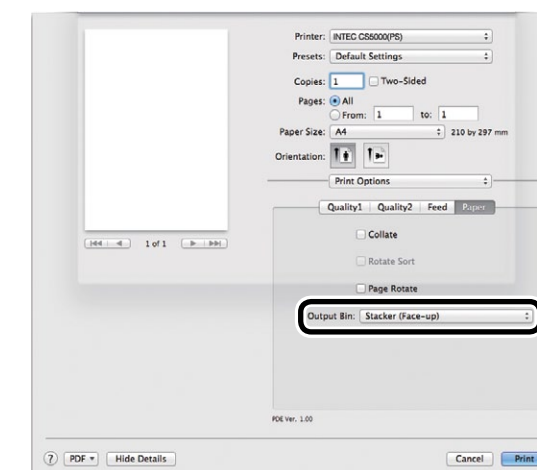 Printer: INTEC CS5000(PS)
Presets: Default Settings
Copies: 1 Two-Sided
Pages: All
From: 1 to: 1
Paper Size: A4 210 by 297 mm
Orientation:
Print Options
Quality1 Quality2 Feed Paper
Collate
1 of 1
Rotate Sort
Page Rotate
Output Bin: Stacker (Face-up)
PDE Ver. 1.00
? PDF Hide Details Cancel Print